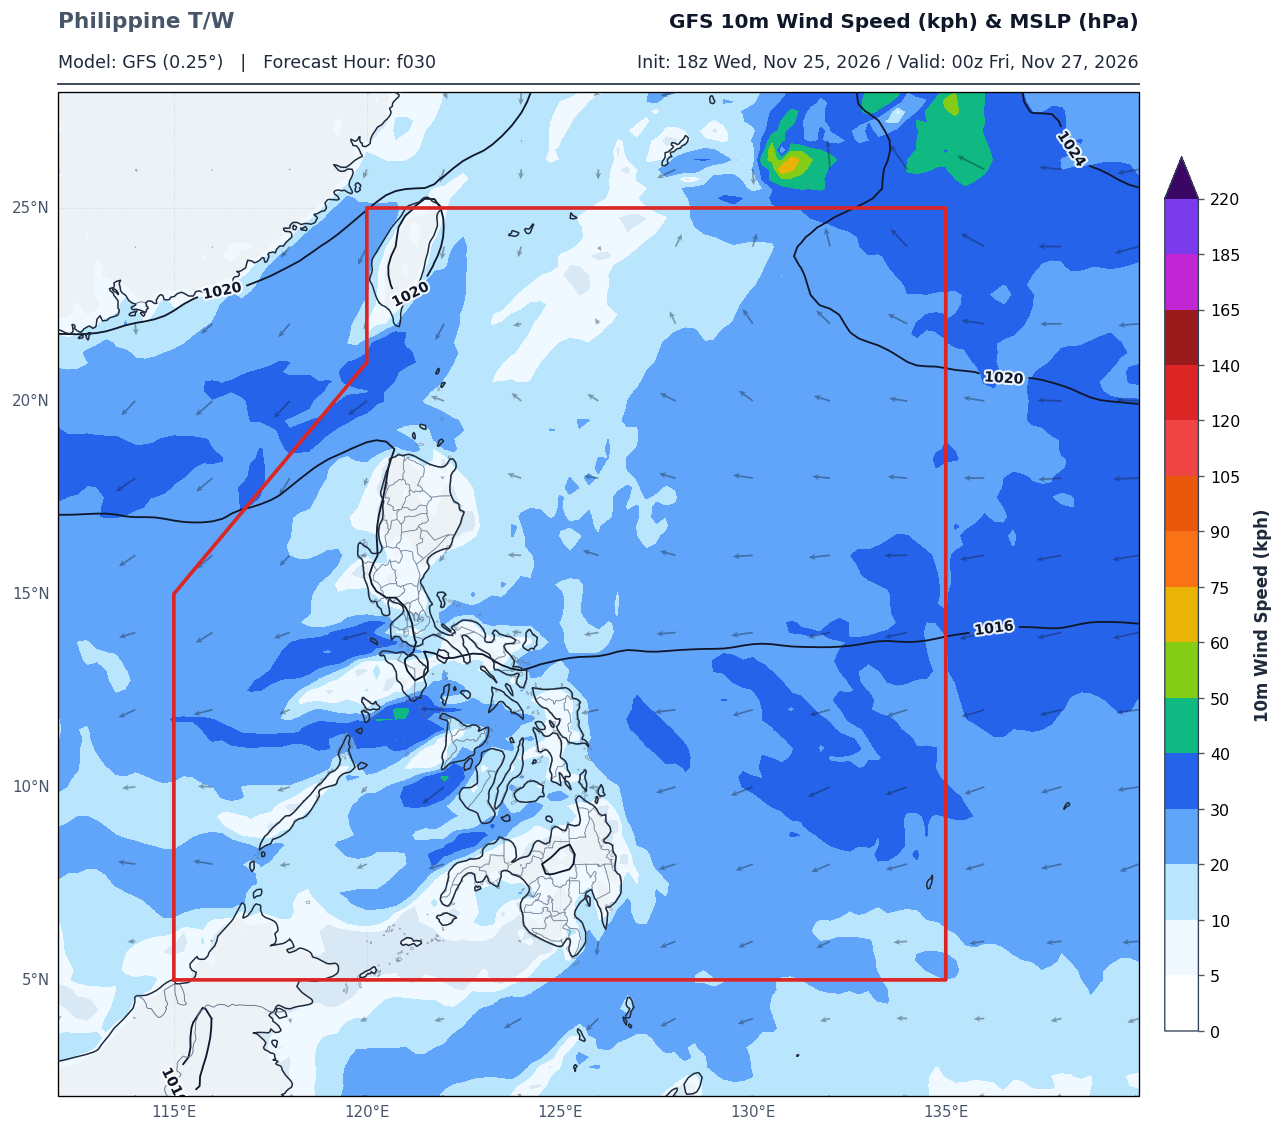 Philippine T/W
GFS 10m Wind Speed (kph) & MSLP (hPa)
Model: GFS (0.25°) | Forecast Hour: f030
Init: 18z Wed, Nov 25, 2026 / Valid: 00z Fri, Nov 27, 2026
1024
25°N
1020
1020
1020
20°N
15°N
1016
10°N
5°N
115°E
120°E
125°E
130°E
135°E
220
185
165
140
120
105
90
75
60
50
40
30
20
10
5
0
10m Wind Speed (kph)